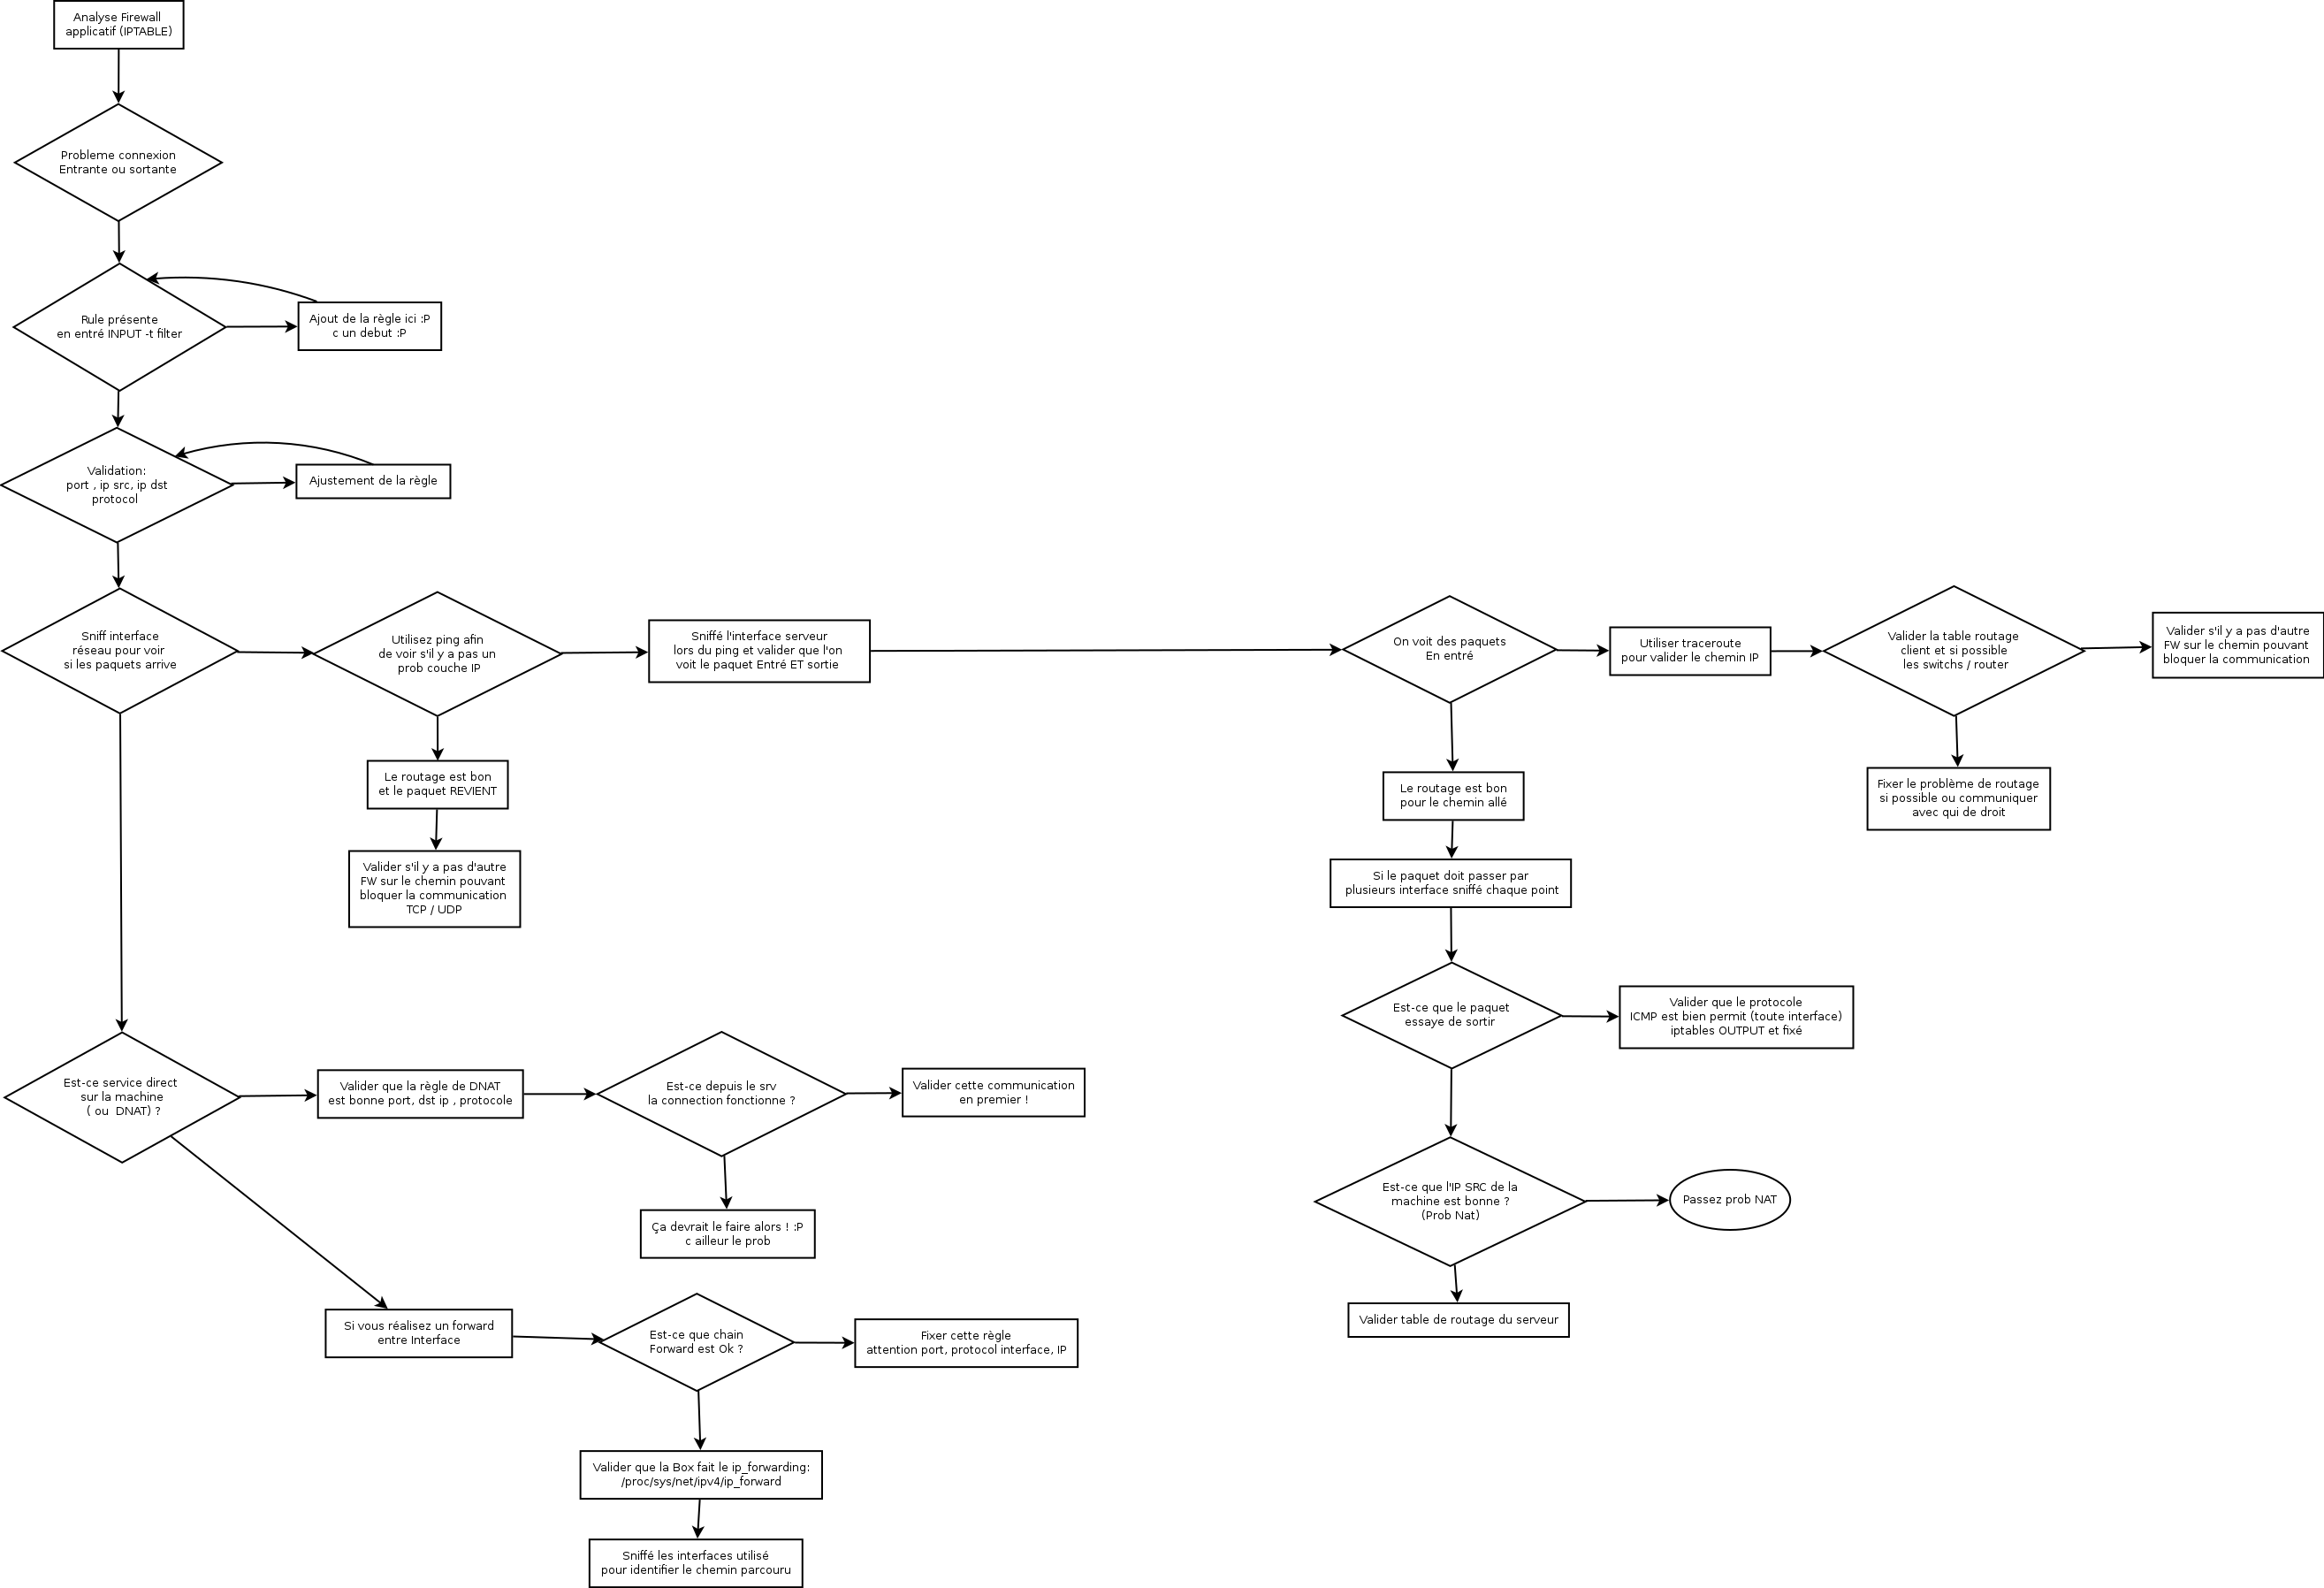 Analyse Firewall
applicatif (IPTABLE)
Probleme connexion
Entrante ou sortante
Rule présente
en entré INPUT -t filter
Ajout de la règle ici :P
c un debut :P
Validation:
port , ip src, ip dst
protocol
Ajustement de la règle
Sniff interface
réseau pour voir
si les paquets arrive
Utilisez ping afin
de voir s'il y a pas un
prob couche IP
Sniffé l'interface serveur
lors du ping et valider que l'on
voit le paquet Entré ET sortie
On voit des paquets
En entré
Utiliser traceroute
pour valider le chemin IP
Valider la table routage
client et si possible
les switchs / router
Valider s'il y a pas d'autre
FW sur le chemin pouvant
bloquer la communication
Le routage est bon
et le paquet REVIENT
Valider s'il y a pas d'autre
FW sur le chemin pouvant
bloquer la communication
TCP / UDP
Le routage est bon
pour le chemin allé
Fixer le problème de routage
si possible ou communiquer
avec qui de droit
Si le paquet doit passer par
plusieurs interface sniffé chaque point
Est-ce que le paquet
essaye de sortir
Valider que le protocole
ICMP est bien permit (toute interface)
iptables OUTPUT et fixé
Est-ce que l'IP SRC de la
machine est bonne ?
(Prob Nat)
Passez prob NAT
Valider table de routage du serveur
Est-ce service direct
sur la machine
( ou  DNAT) ?
Valider que la règle de DNAT
est bonne port, dst ip , protocole
Est-ce depuis le srv
la connection fonctionne ?
Valider cette communication
en premier !
Ça devrait le faire alors ! :P
c ailleur le prob
Si vous réalisez un forward
entre Interface
Est-ce que chain
Forward est Ok ?
Fixer cette règle
attention port, protocol interface, IP
Valider que la Box fait le ip_forwarding:
/proc/sys/net/ipv4/ip_forward
Sniffé les interfaces utilisé
pour identifier le chemin parcouru